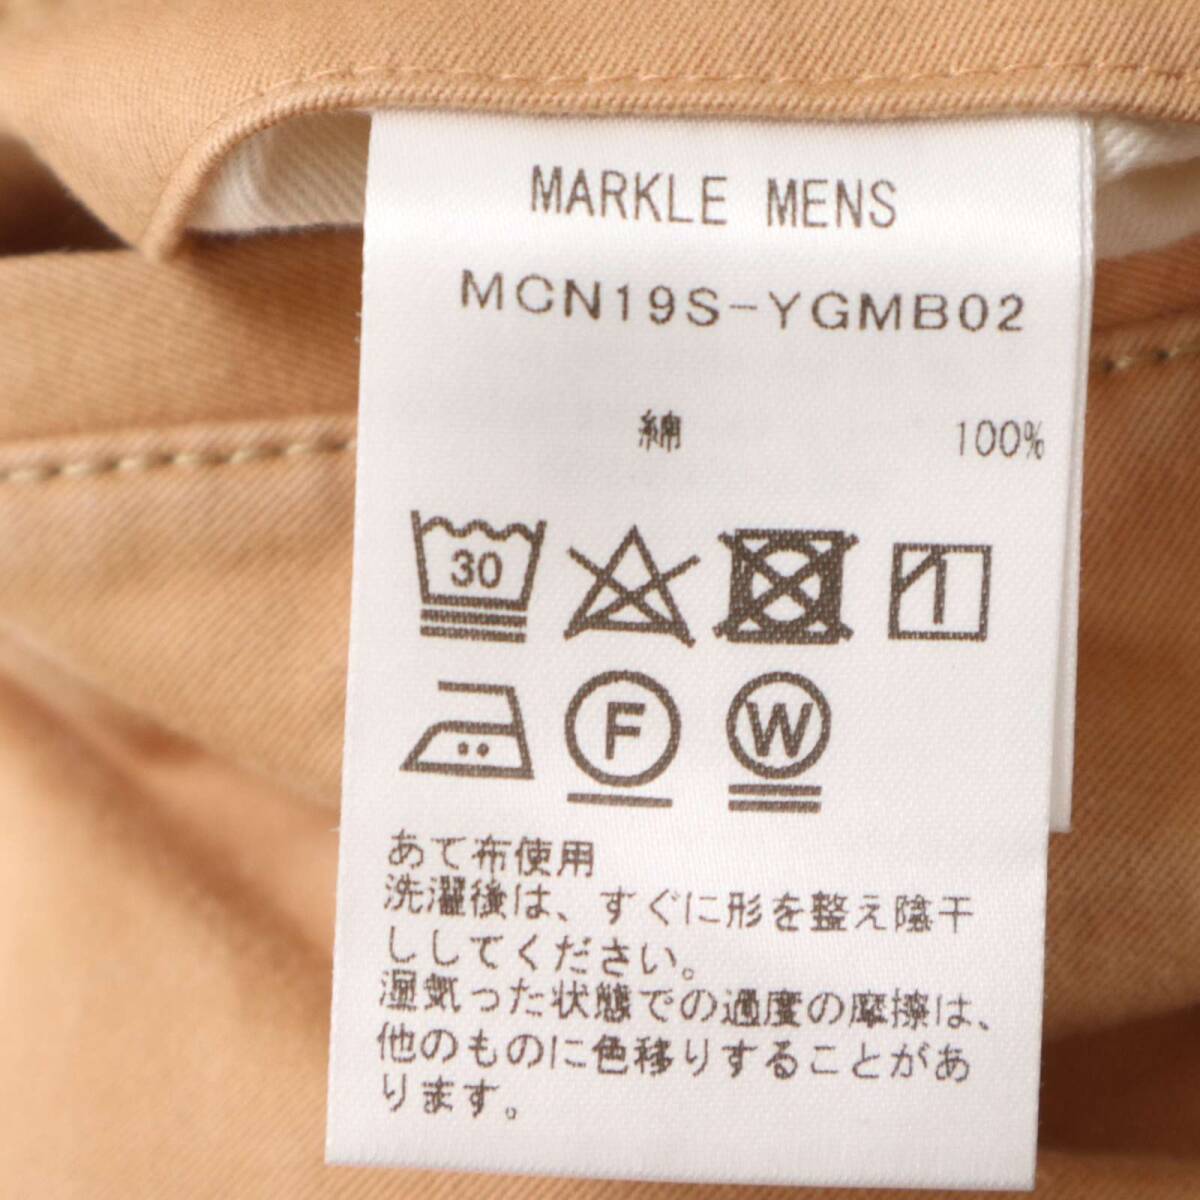 MARKLE MENS
MCN19S-YGMB02
綿 100%
30
F W
あて布使用
洗濯後は、すぐに形を整え陰干
ししてください。
湿気った状態での過度の摩擦は、
他のものに色移りすることがあ
ります。